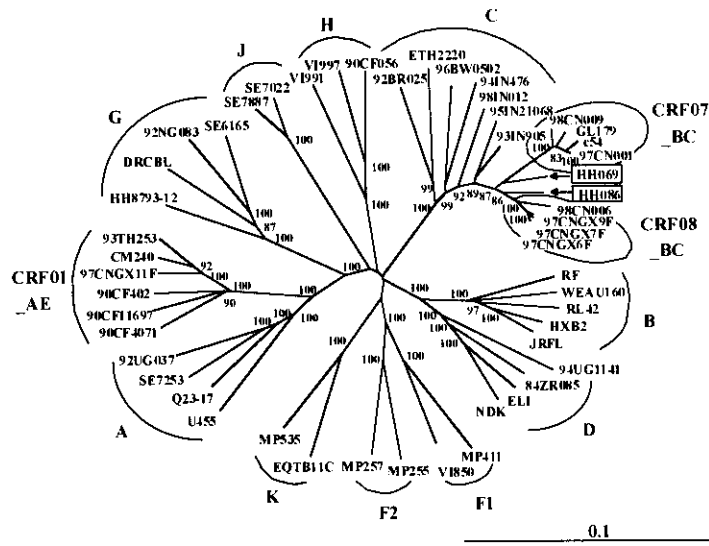 C
H
J
VI997
90CF056
VI991
92BR025
ETH2220
96BW0502
94IN476
98IN012
95IN21068
93IN905
SE7022
SE7887
G
92NG083
SE6165
DRCBL
HH8793-12
98CN009
GL179
c54
97CN001
CRF07
_BC
HH069
HH086
98CN006
97CNGX9F
97CNGX7F
97CNGX6F
CRF08
_BC
100
100
100
100
99
100
99
92
89
87
86
100
83
100
100
87
100
93TH253
CM240
97CNGX11F
90CF402
90CF11697
90CF4071
CRF01
_AE
92
100
100
90
100
100
100
100
100
92UG037
SE7253
Q23-17
U455
A
RF
WEAU160
RL42
HXB2
JRFL
B
100
97
100
100
100
100
100
94UG1141
84ZR085
ELI
NDK
D
100
100
100
MP535
EQTB11C
K
MP257
MP255
F2
VI850
MP411
F1
0.1